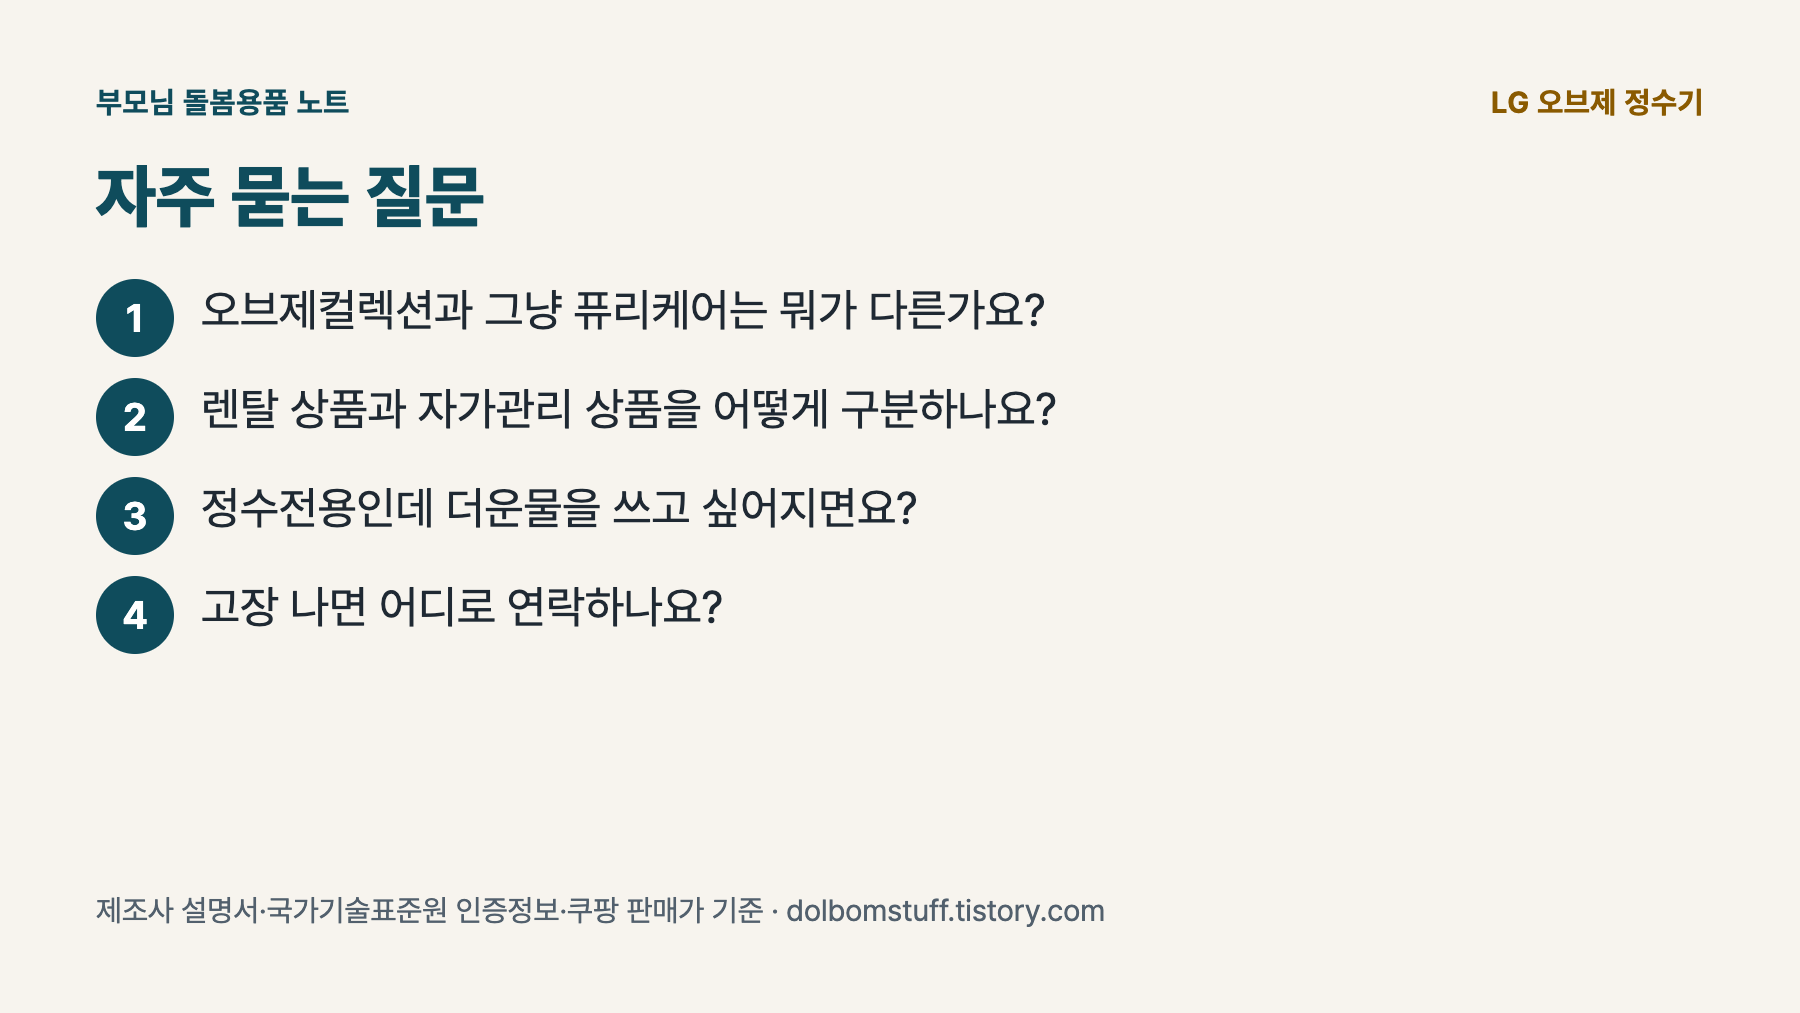 부모님 돌봄용품 노트
LG 오브제 정수기
자주 묻는 질문
1 오브제컬렉션과 그냥 퓨리케어는 뭐가 다른가요?
2 렌탈 상품과 자가관리 상품을 어떻게 구분하나요?
3 정수전용인데 더운물을 쓰고 싶어지면요?
4 고장 나면 어디로 연락하나요?
제조사 설명서·국가기술표준원 인증정보·쿠팡 판매가 기준 · dolbomstuff.tistory.com